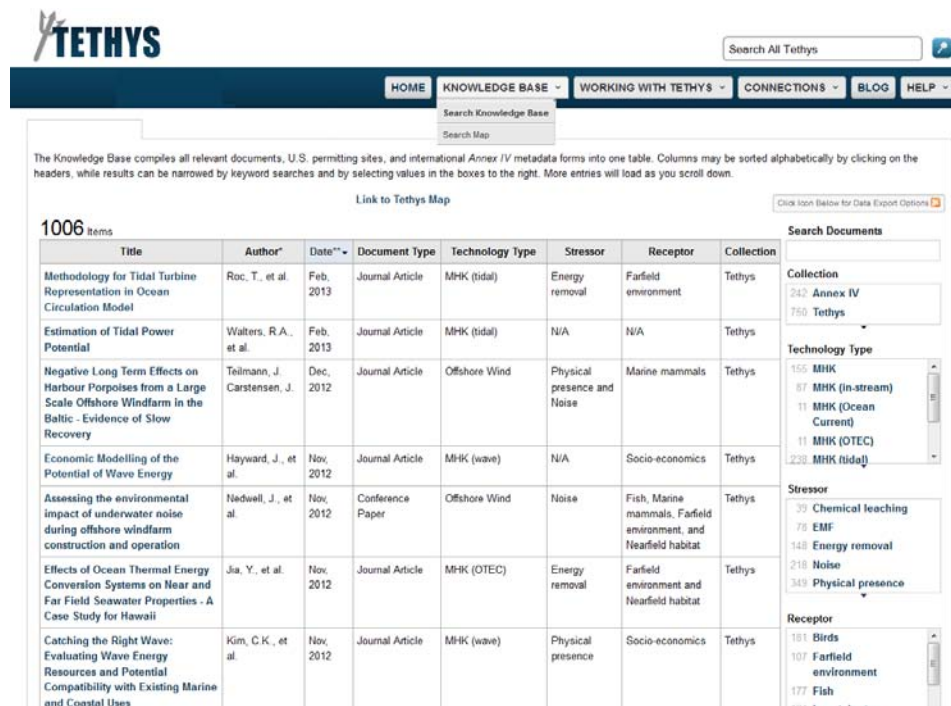 TETHYS
Search All Tethys
HOME KNOWLEDGE BASE WORKING WITH TETHYS CONNECTIONS BLOG HELP
Search Knowledge Base
Search Map
The Knowledge Base compiles all relevant documents, U.S. permitting sites, and international Annex IV metadata forms into one table. Columns may be sorted alphabetically by clicking on the
headers, while results can be narrowed by keyword searches and by selecting values in the boxes to the right. More entries will load as you scroll down.
Link to Tethys Map
Click Icon Below for Data Export Options
1006 Items
Title Author* Date** Document Type Technology Type Stressor Receptor Collection
Methodology for Tidal Turbine
Representation in Ocean
Circulation Model
Roc, T., et al.
Feb,
2013
Journal Article
MHK (tidal)
Energy
removal
Farfield
environment
Tethys
Estimation of Tidal Power
Potential
Walters, R.A.,
et al.
Feb,
2013
Journal Article
MHK (tidal)
N/A
N/A
Tethys
Negative Long Term Effects on
Harbour Porpoises from a Large
Scale Offshore Windfarm in the
Baltic - Evidence of Slow
Recovery
Teilmann, J.
Carstensen, J.
Dec,
2012
Journal Article
Offshore Wind
Physical
presence and
Noise
Marine mammals
Tethys
Economic Modelling of the
Potential of Wave Energy
Hayward, J., et
al.
Nov,
2012
Journal Article
MHK (wave)
N/A
Socio-economics
Tethys
Assessing the environmental
impact of underwater noise
during offshore windfarm
construction and operation
Nedwell, J., et
al.
Nov,
2012
Conference
Paper
Offshore Wind
Noise
Fish, Marine
mammals, Farfield
environment, and
Nearfield habitat
Tethys
Effects of Ocean Thermal Energy
Conversion Systems on Near and
Far Field Seawater Properties - A
Case Study for Hawaii
Jia, Y., et al.
Nov,
2012
Journal Article
MHK (OTEC)
Energy
removal
Farfield
environment and
Nearfield habitat
Tethys
Catching the Right Wave:
Evaluating Wave Energy
Resources and Potential
Compatibility with Existing Marine
and Coastal Uses
Kim, C.K., et
al.
Nov,
2012
Journal Article
MHK (wave)
Physical
presence
Socio-economics
Tethys
Search Documents
Collection
242 Annex IV
750 Tethys
Technology Type
155 MHK
87 MHK (in-stream)
11 MHK (Ocean
Current)
11 MHK (OTEC)
238 MHK (tidal)
Stressor
39 Chemical leaching
78 EMF
148 Energy removal
218 Noise
349 Physical presence
Receptor
181 Birds
107 Farfield
environment
177 Fish